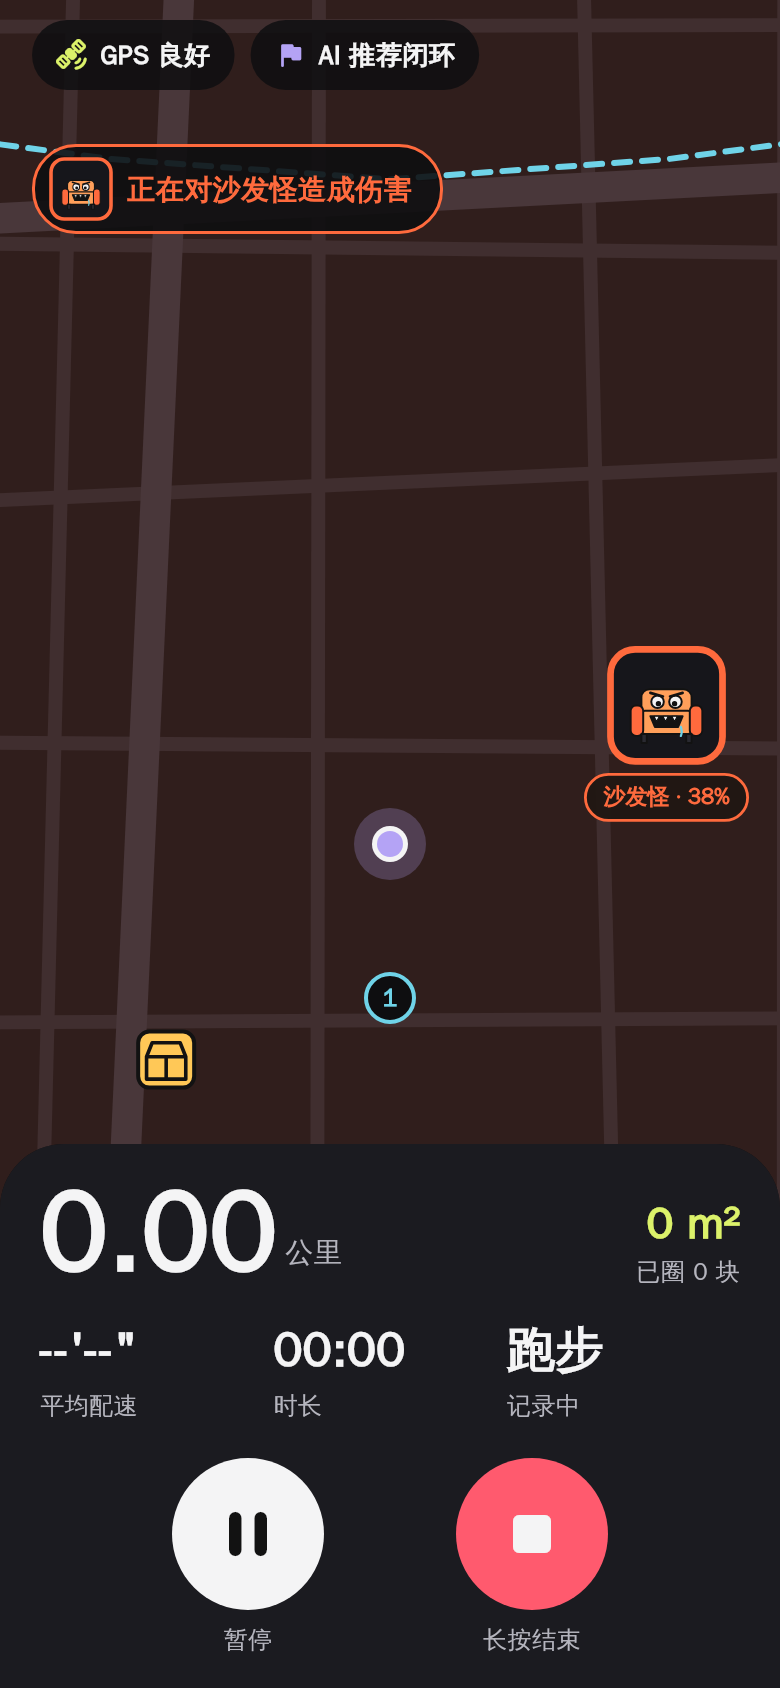 GPS 良好
AI 推荐闭环
正在对沙发怪造成伤害
沙发怪 · 38%
1
0.00 公里
0 m²
已圈 0 块
--'--"
平均配速
00:00
时长
跑步
记录中
暂停
长按结束